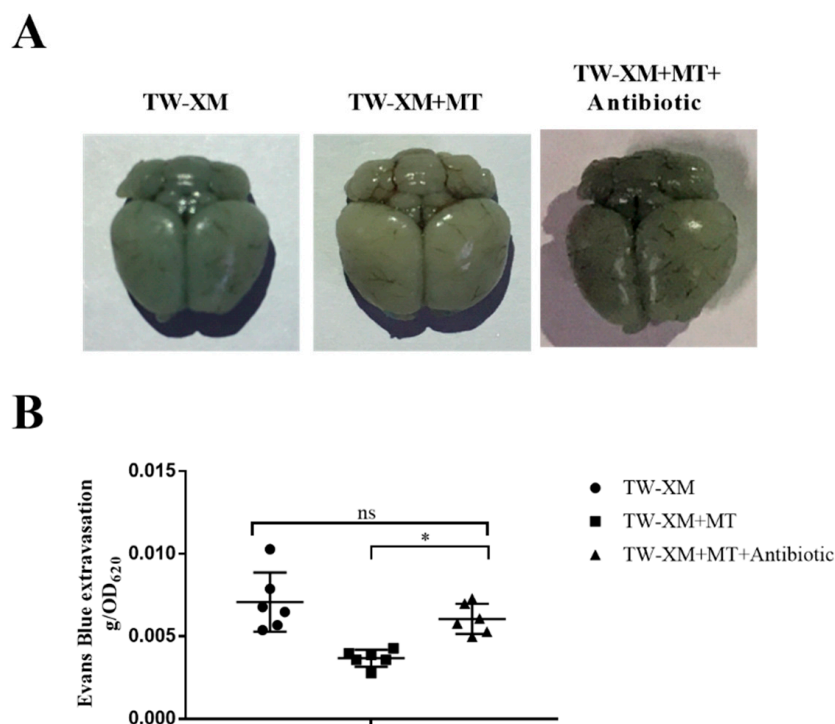 A
TW-XM
TW-XM+MT
TW-XM+MT+
Antibiotic
B
Evans Blue extravasation
g/OD620
0.015
0.010
0.005
0.000
ns
*
TW-XM
TW-XM+MT
TW-XM+MT+Antibiotic